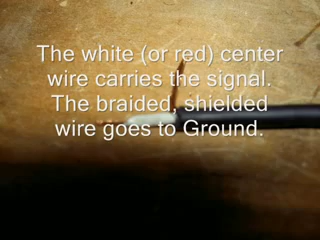 The white (or red) center
wire carries the signal.
The braided, shielded
wire goes to Ground.